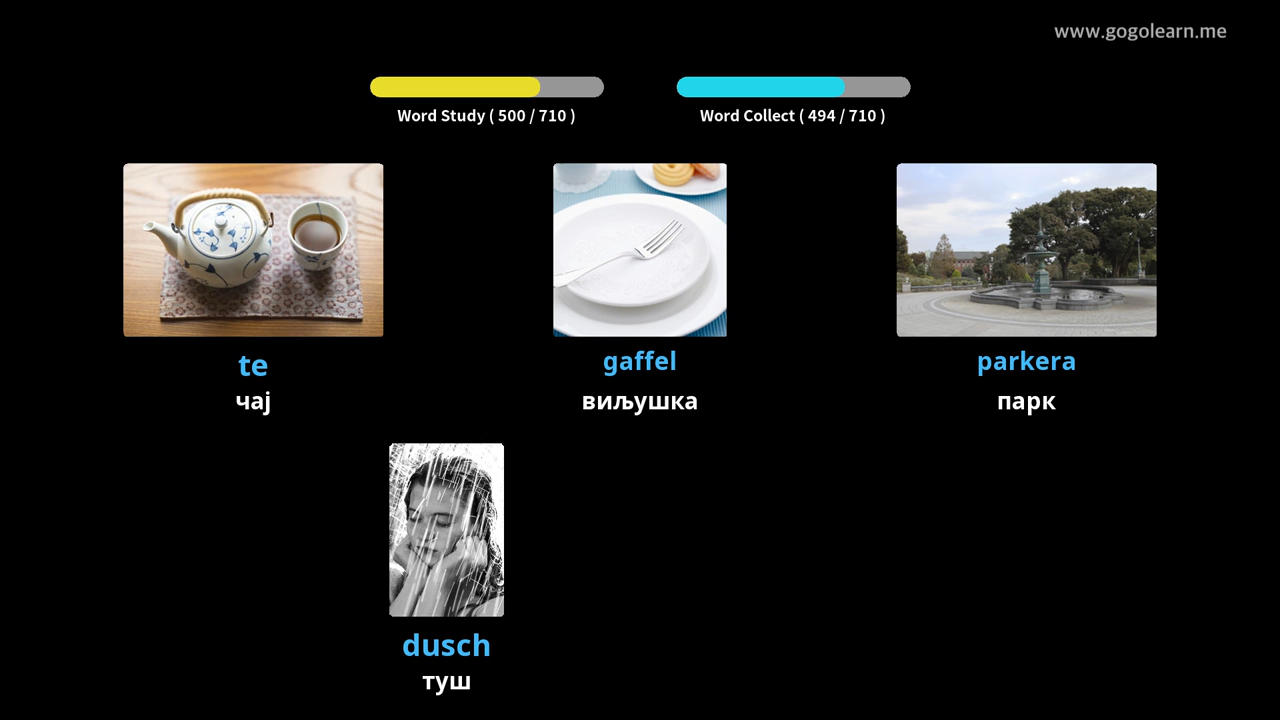 www.gogolearn.me
Word Study ( 500 / 710 )
Word Collect ( 494 / 710 )
te
чај
gaffel
виљушка
parkera
парк
dusch
туш